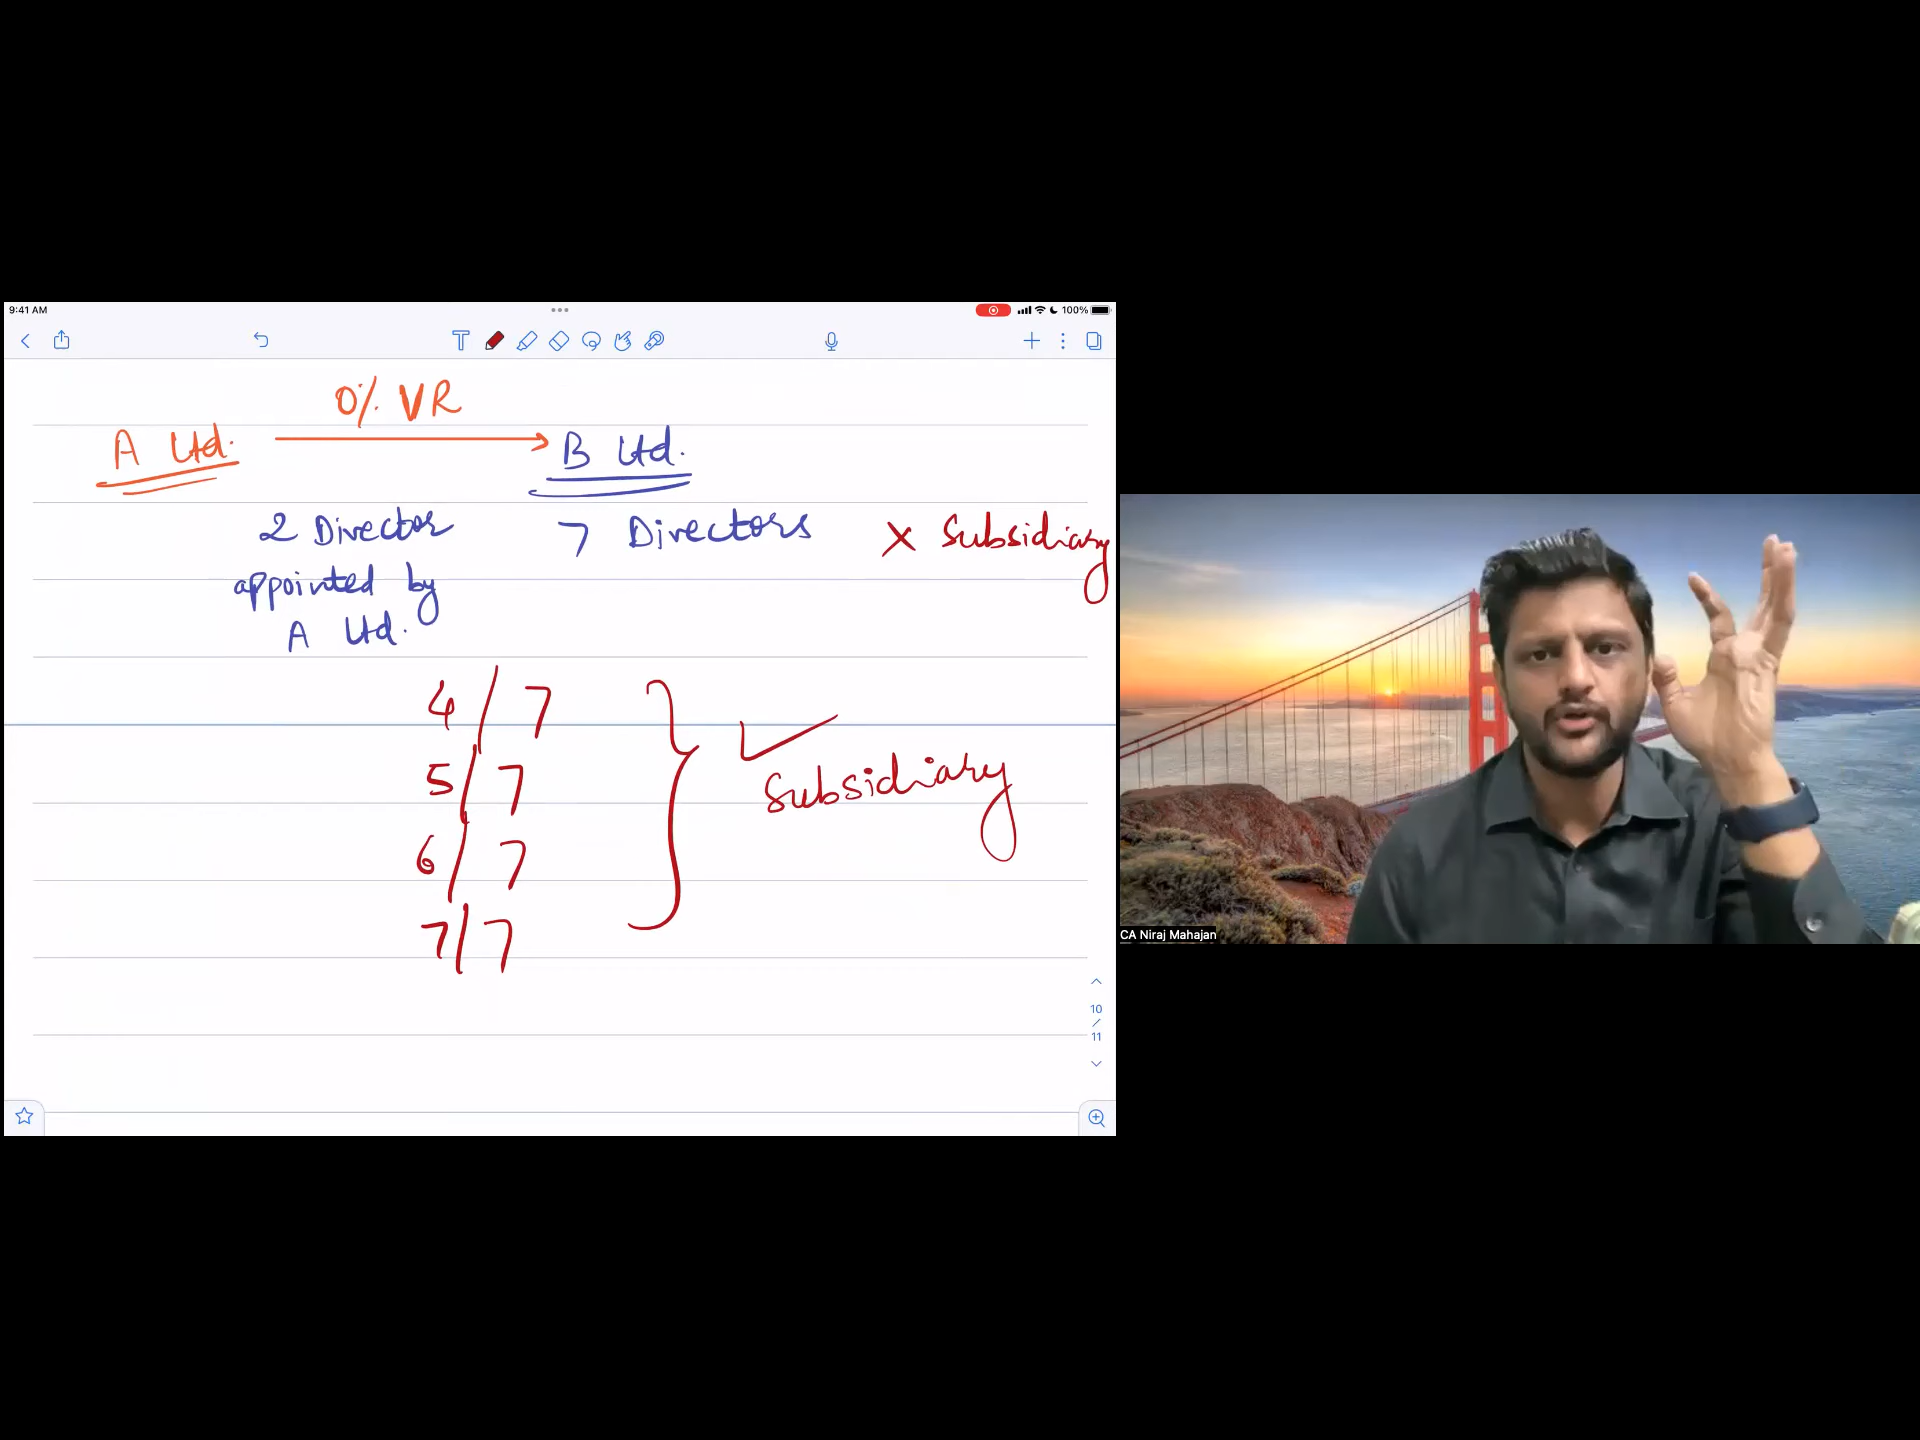 9:41 AM
100%
0% VR
A Ltd. B Ltd.
2 Director 7 Directors X Subsidiary
appointed by
A Ltd.
4/7
5/7
6/7
7/7
Subsidiary
CA Niraj Mahajan
10
/
11